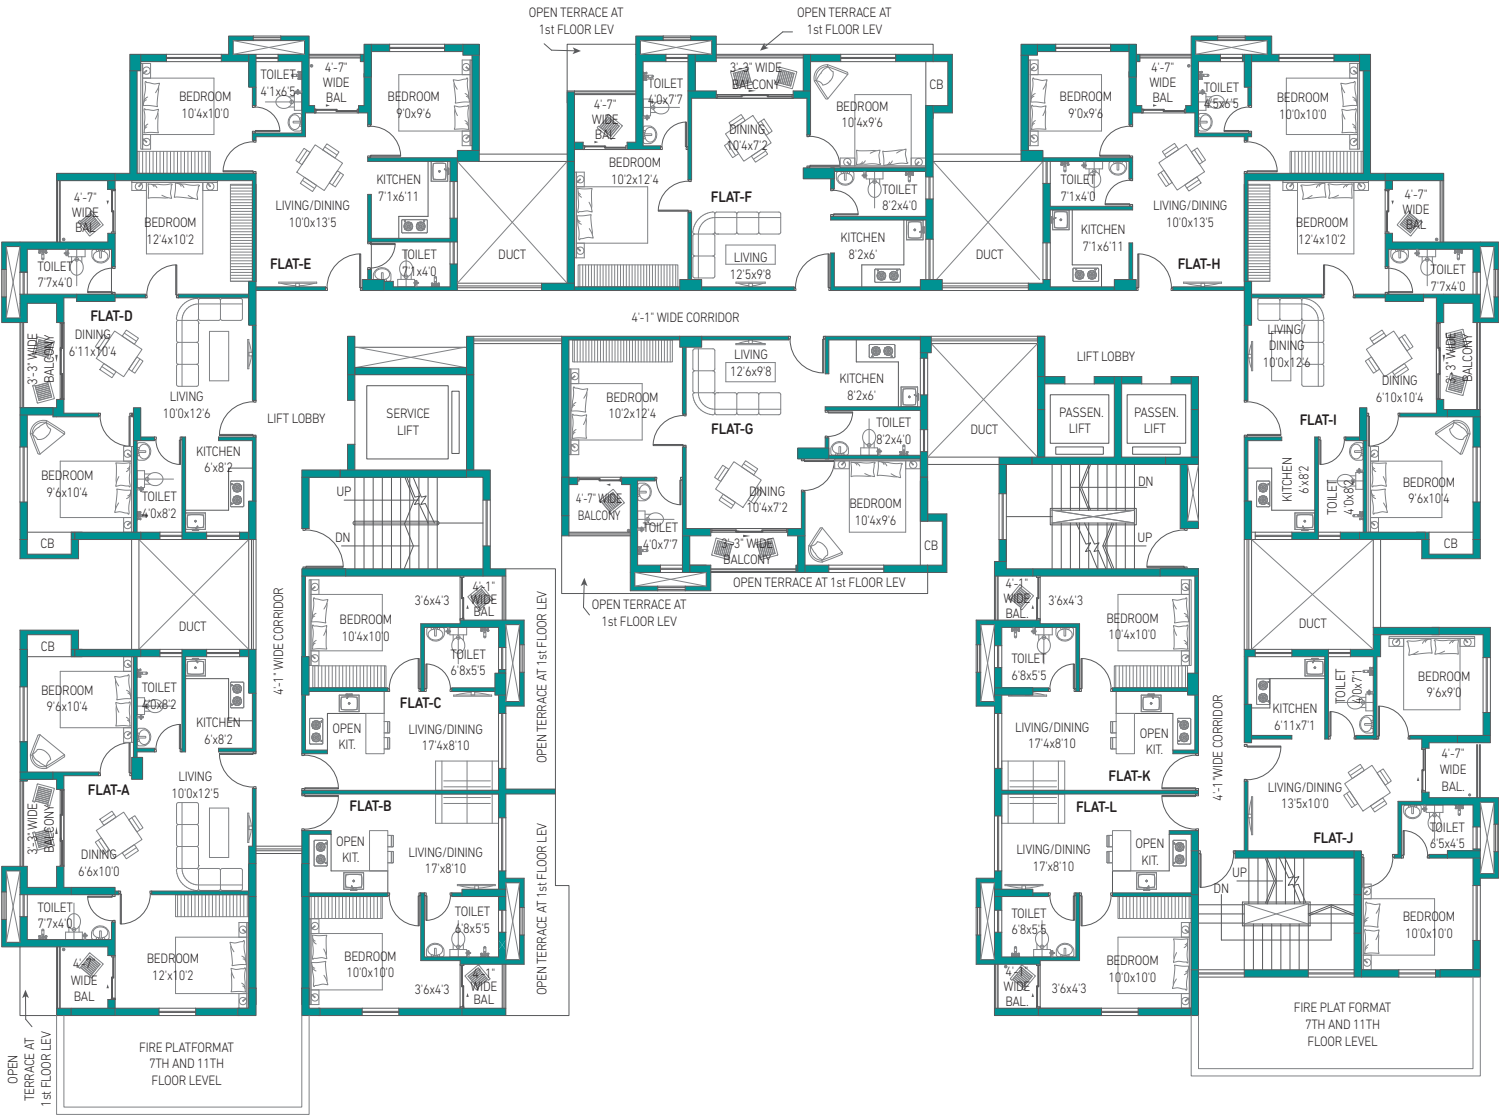 OPEN TERRACE AT
1st FLOOR LEV
OPEN TERRACE AT
1st FLOOR LEV
BEDROOM
10'4x10'0
TOILET
4'1x6'5
4'-7"
WIDE
BAL
BEDROOM
9'0x9'6
4'-7"
WIDE
BAL
TOILET
4'0x7'7
3'-3" WIDE
BALCONY
DINING
10'4x7'2
BEDROOM
10'4x9'6
CB
BEDROOM
9'0x9'6
4'-7"
WIDE
BAL
TOILET
4'5x6'5
BEDROOM
10'0x10'0
LIVING/DINING
10'0x13'5
KITCHEN
7'1x6'11
TOILET
7'1x4'0
FLAT-E
DUCT
BEDROOM
10'2x12'4
FLAT-F
LIVING
12'5x9'8
TOILET
8'2x4'0
KITCHEN
8'2x6'
DUCT
TOILET
7'1x4'0
KITCHEN
7'1x6'11
LIVING/DINING
10'0x13'5
FLAT-H
4'-7"
WIDE
BAL
BEDROOM
12'4x10'2
TOILET
7'7x4'0
FLAT-D
DINING
6'11x10'4
3'-3" WIDE
BALCONY
LIVING
10'0x12'6
BEDROOM
9'6x10'4
TOILET
4'0x8'2
KITCHEN
6'x8'2
CB
BEDROOM
12'4x10'2
4'-7"
WIDE
BAL
TOILET
7'7x4'0
LIVING/
DINING
10'0x12'6
3'-3" WIDE
BALCONY
DINING
6'10x10'4
FLAT-I
KITCHEN
6'x8'2
TOILET
4'0x8'2
BEDROOM
9'6x10'4
CB
4'-1" WIDE CORRIDOR
LIFT LOBBY
SERVICE
LIFT
UP
DN
BEDROOM
10'2x12'4
LIVING
12'6x9'8
FLAT-G
KITCHEN
8'2x6'
TOILET
8'2x4'0
DINING
10'4x7'2
BEDROOM
10'4x9'6
4'-7" WIDE
BALCONY
TOILET
4'0x7'7
3'-3" WIDE
BALCONY
CB
OPEN TERRACE AT 1st FLOOR LEV
OPEN TERRACE AT
1st FLOOR LEV
DUCT
LIFT LOBBY
PASSEN.
LIFT
PASSEN.
LIFT
DN
UP
DUCT
CB
BEDROOM
9'6x10'4
TOILET
4'0x8'2
KITCHEN
6'x8'2
FLAT-A
LIVING
10'0x12'5
3'-3" WIDE
BALCONY
DINING
6'6x10'0
TOILET
7'7x4'0
4'-7"
WIDE
BAL
BEDROOM
12'x10'2
OPEN
TERRACE AT
1st FLOOR LEV
FIRE PLATFORMAT
7TH AND 11TH
FLOOR LEVEL
4'-1" WIDE CORRIDOR
BEDROOM
10'4x10'0
3'6x4'3
4'-1"
WIDE
BAL
TOILET
6'8x5'5
FLAT-C
OPEN
KIT.
LIVING/DINING
17'4x8'10
OPEN TERRACE AT 1st FLOOR LEV
FLAT-B
OPEN
KIT.
LIVING/DINING
17'x8'10
TOILET
6'8x5'5
BEDROOM
10'0x10'0
3'6x4'3
4'-1"
WIDE
BAL
OPEN TERRACE AT 1st FLOOR LEV
OPEN TERRACE AT 1st FLOOR LEV
4'-1"
WIDE
BAL.
3'6x4'3
BEDROOM
10'4x10'0
TOILET
6'8x5'5
LIVING/DINING
17'4x8'10
OPEN
KIT.
FLAT-K
FLAT-L
LIVING/DINING
17'x8'10
OPEN
KIT.
TOILET
6'8x5'5
4'-1"
WIDE
BAL.
3'6x4'3
BEDROOM
10'0x10'0
4'-1"WIDE CORRIDOR
DUCT
KITCHEN
6'11x7'1
TOILET
4'0x7'1
BEDROOM
9'6x9'0
4'-7"
WIDE
BAL.
LIVING/DINING
13'5x10'0
FLAT-J
TOILET
6'5x4'5
UP
DN
BEDROOM
10'0x10'0
FIRE PLAT FORMAT
7TH AND 11TH
FLOOR LEVEL